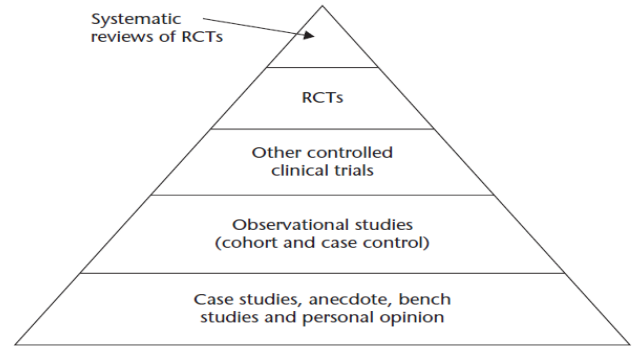 Systematic
reviews of RCTs
RCTs
Other controlled
clinical trials
Observational studies
(cohort and case control)
Case studies, anecdote, bench
studies and personal opinion